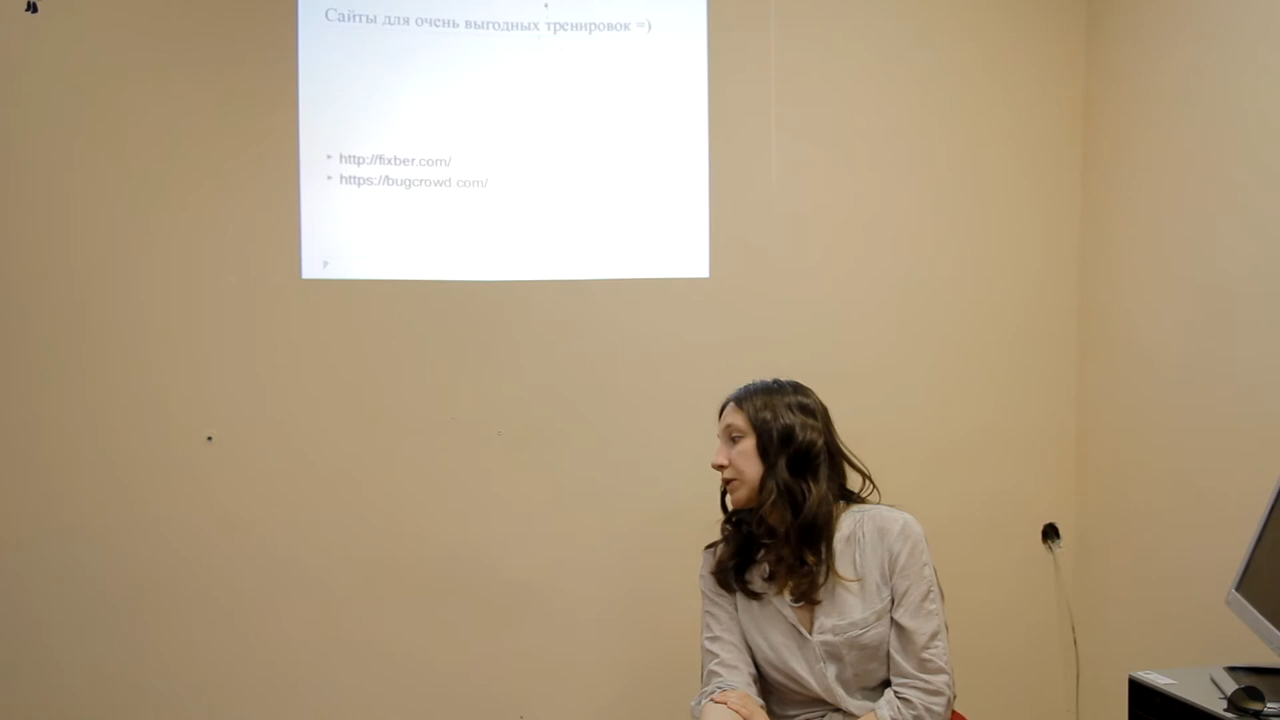 Сайты для очень выгодных тренировок =)
http://fixber.com/
https://bugcrowd.com/